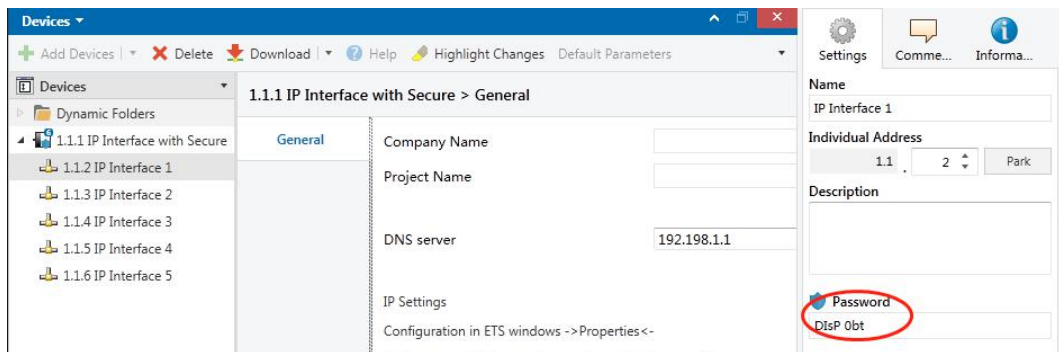 Devices
Add Devices Delete Download Help Highlight Changes Default Parameters
Devices
Dynamic Folders
1.1.1 IP Interface with Secure
1.1.2 IP Interface 1
1.1.3 IP Interface 2
1.1.4 IP Interface 3
1.1.5 IP Interface 4
1.1.6 IP Interface 5
1.1.1 IP Interface with Secure > General
General
Company Name
Project Name
DNS server 192.198.1.1
IP Settings
Configuration in ETS windows ->Properties<-
Settings Comme... Informa...
Name
IP Interface 1
Individual Address
1.1 . 2 Park
Description
Password
DIsP 0bt